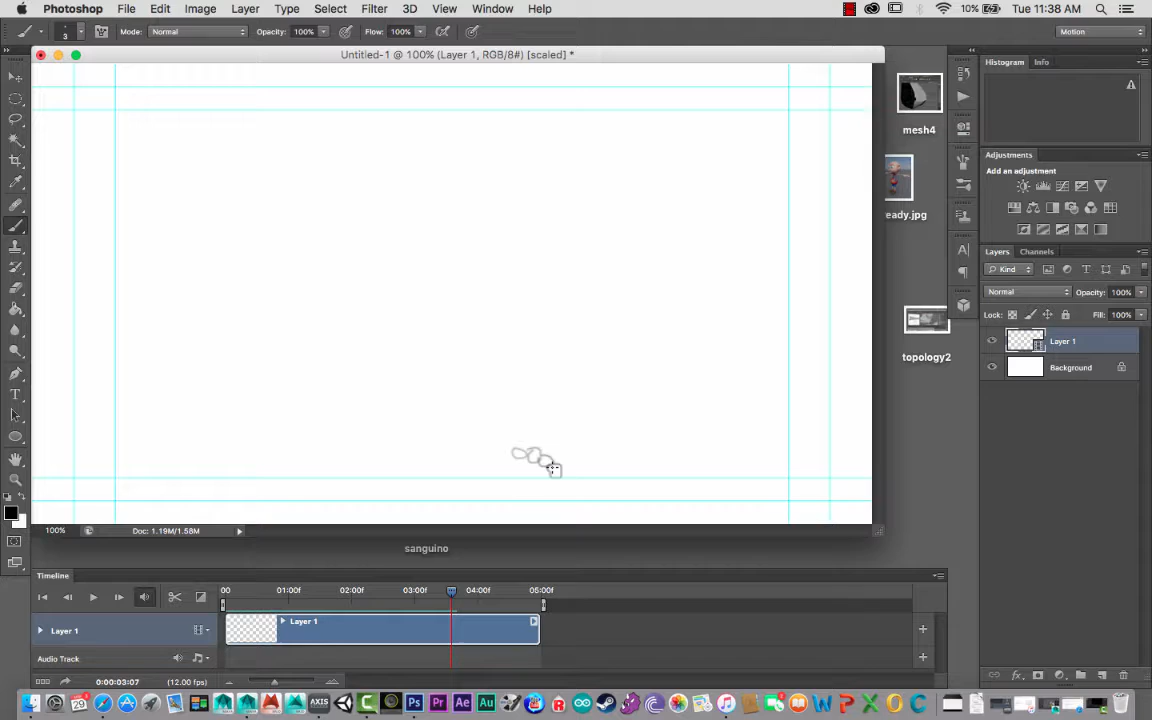 Photoshop File Edit Image Layer Type Select Filter 3D View Window Help 10% Tue 11:38 AM
3 Mode: Normal Opacity: 100% Flow: 100% Motion
Untitled-1 @ 100% (Layer 1, RGB/8#) [scaled] *
Histogram Info
mesh4
Adjustments
Add an adjustment
eady.jpg
Layers Channels
Kind
Normal Opacity: 100%
Lock: Fill: 100%
Layer 1
topology2
Background
100% Doc: 1.19M/1.58M
sanguino
Timeline
00 01:00f 02:00f 03:00f 04:00f 05:00f
Layer 1 Layer 1
Audio Track
0:00:03:07 (12.00 fps)